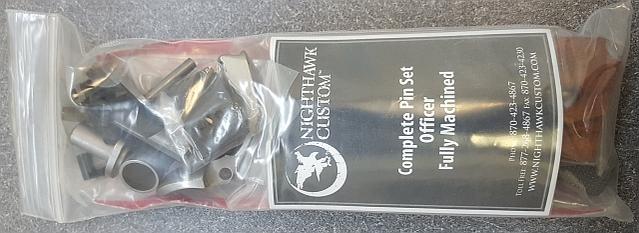 NIGHTHAWK
CUSTOM™
Complete Pin Set
Officer
Fully Machined
PHONE 870-423-4867
TOLL FREE 877-268-4867 FAX 870-423-4230
WWW.NIGHTHAWKCUSTOM.COM